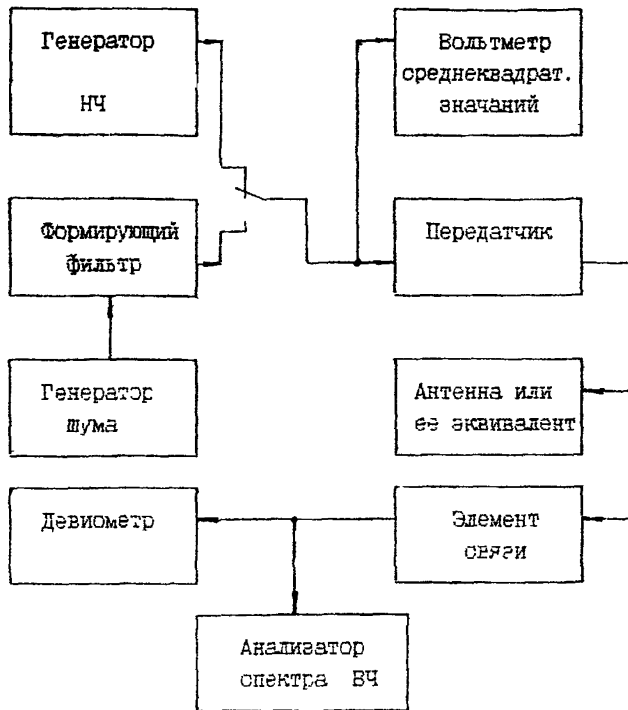 Генератор
НЧ
Вольтметр
среднеквадрат.
значаний
Формирующий
фильтр
Передатчик
Генератор
шума
Антенна или
ее эквивалент
Девиометр
Элемент
связи
Анализатор
спектра ВЧ